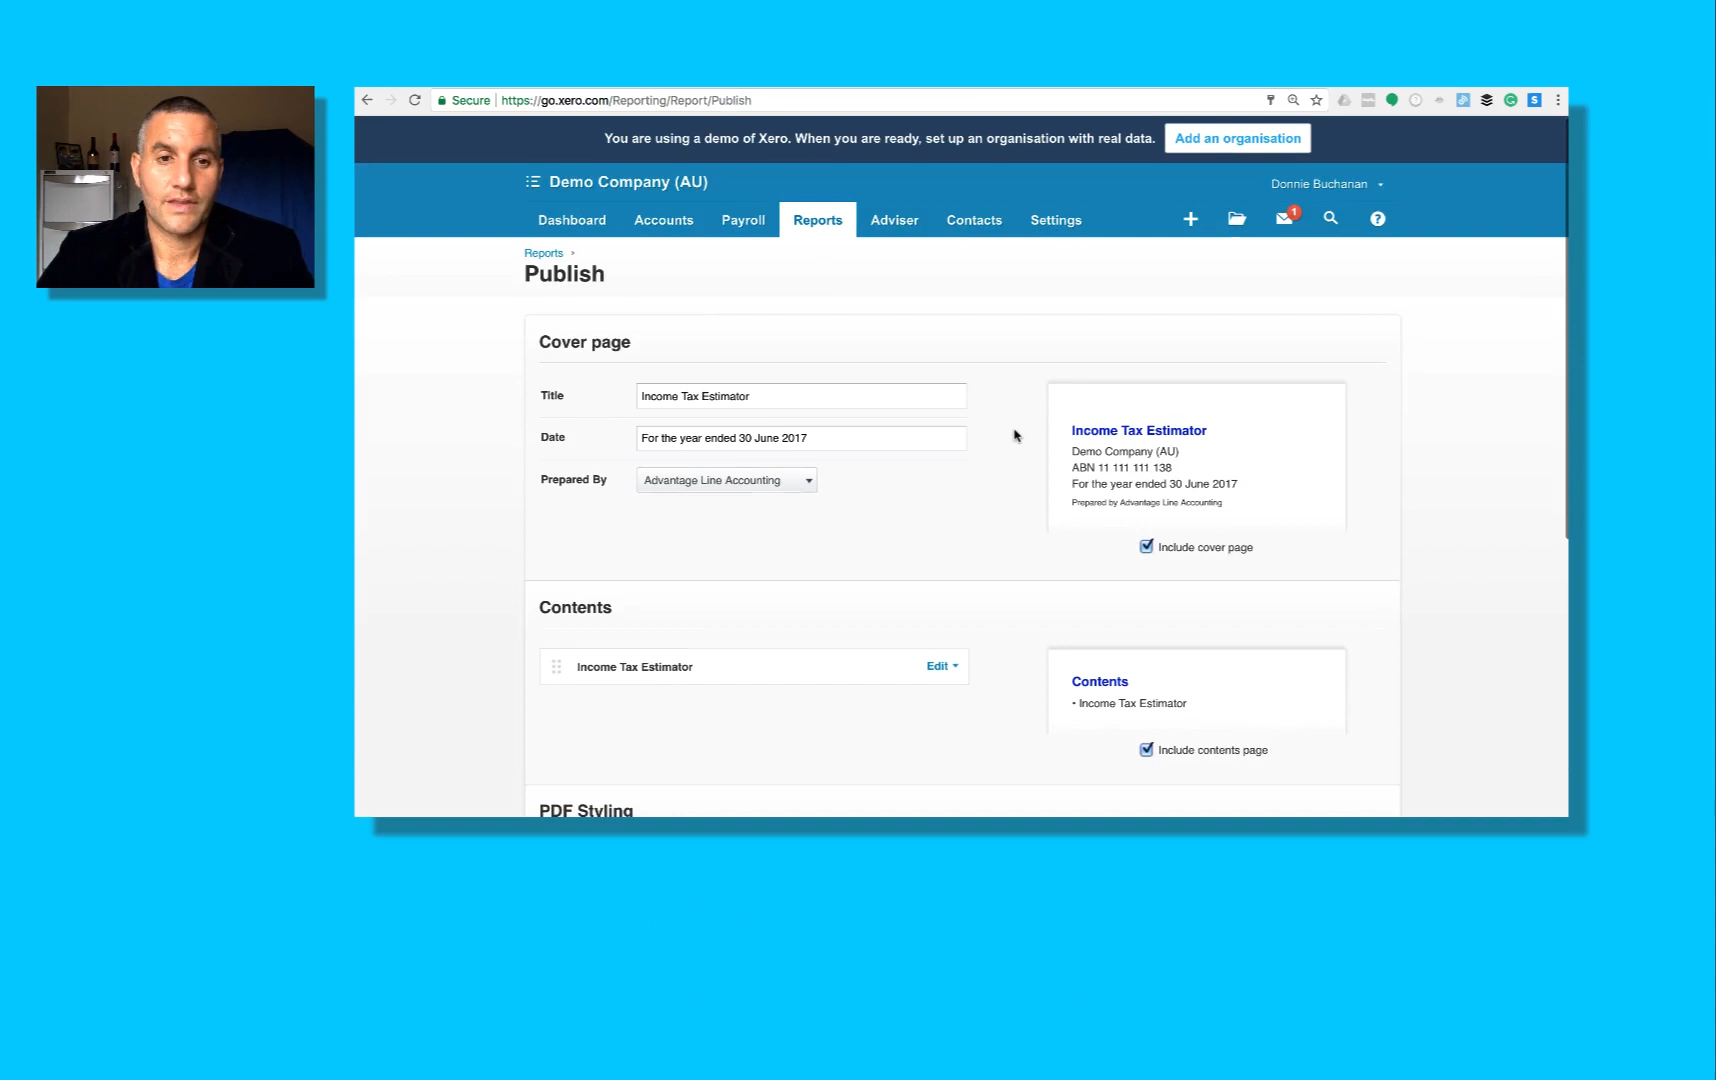 Secure | https://go.xero.com/Reporting/Report/Publish
You are using a demo of Xero. When you are ready, set up an organisation with real data. Add an organisation
Demo Company (AU)
Donnie Buchanan
Dashboard Accounts Payroll Reports Adviser Contacts Settings
1
?
Reports ›
Publish
Cover page
Title Income Tax Estimator
Date For the year ended 30 June 2017
Prepared By Advantage Line Accounting
Income Tax Estimator
Demo Company (AU)
ABN 11 111 111 138
For the year ended 30 June 2017
Prepared by Advantage Line Accounting
Include cover page
Contents
Income Tax Estimator Edit
Contents
• Income Tax Estimator
Include contents page
PDF Styling